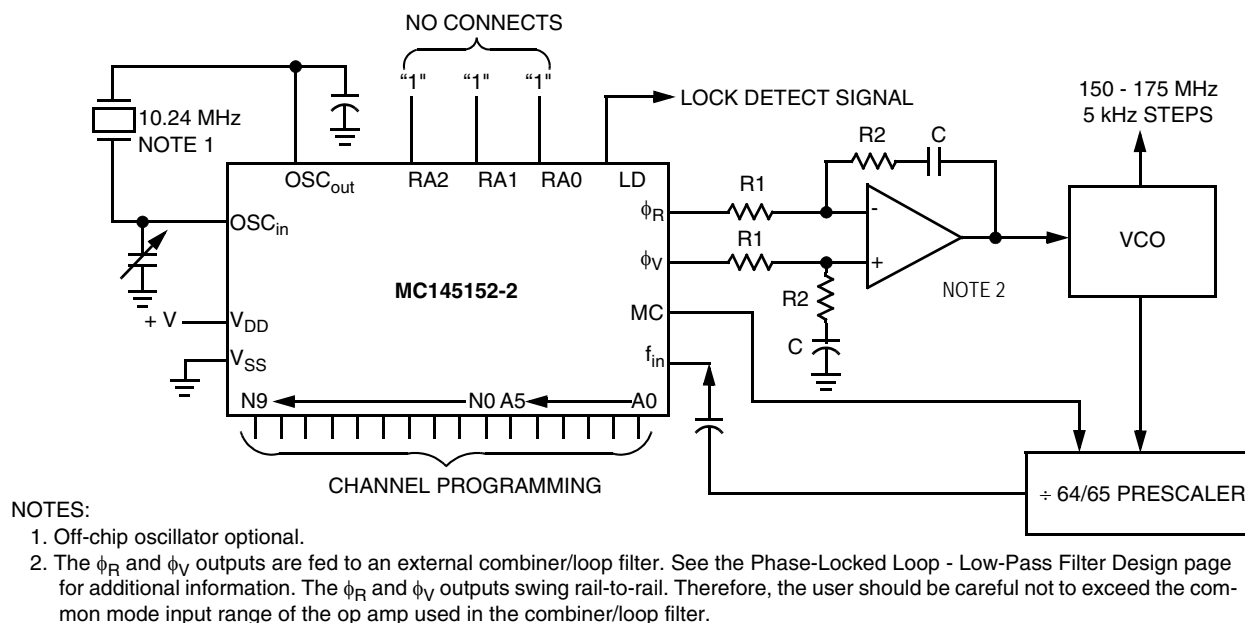 NO CONNECTS
“1" “1" “1"
10.24 MHz
NOTE 1
LOCK DETECT SIGNAL
150 - 175 MHz
5 kHz STEPS
R2 C
OSCout RA2 RA1 RA0 LD
OSCin
ϕR
R1
-
VCO
ϕV
R1
+
MC145152-2
NOTE 2
R2
+ V
VDD
MC
C
VSS
fin
N9 N0 A5 A0
CHANNEL PROGRAMMING
÷ 64/65 PRESCALER
NOTES:
1. Off-chip oscillator optional.
2. The ϕR and ϕV outputs are fed to an external combiner/loop filter. See the Phase-Locked Loop - Low-Pass Filter Design page
for additional information. The ϕR and ϕV outputs swing rail-to-rail. Therefore, the user should be careful not to exceed the com-
mon mode input range of the op amp used in the combiner/loop filter.